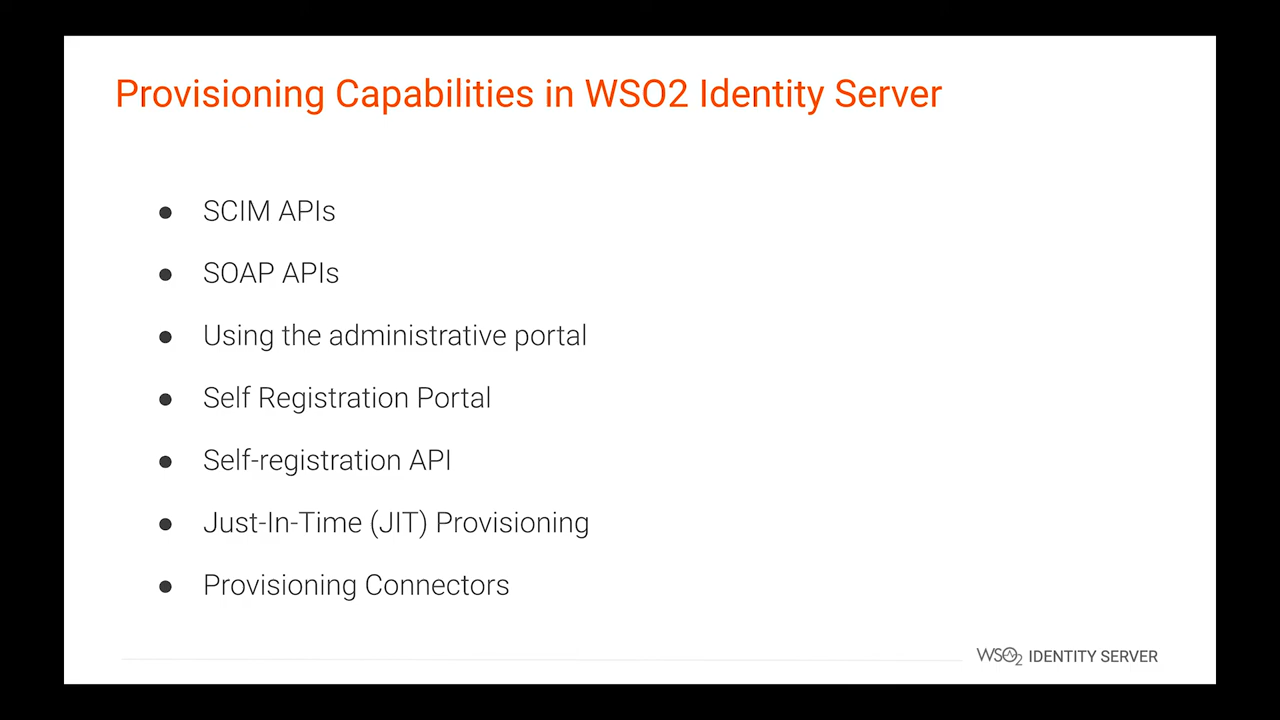 Provisioning Capabilities in WSO2 Identity Server
● SCIM APIs
● SOAP APIs
● Using the administrative portal
● Self Registration Portal
● Self-registration API
● Just-In-Time (JIT) Provisioning
● Provisioning Connectors
WSO2 IDENTITY SERVER